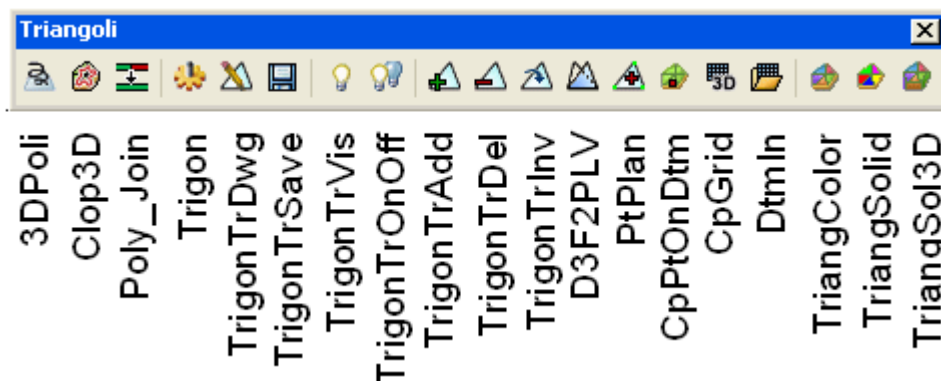 Triangoli
3D
3DPoli
Clop3D
Poly_Join
Trigon
TrigonTrDwg
TrigonTrSave
TrigonTrVis
TrigonTrOnOff
TrigonTrAdd
TrigonTrDel
TrigonTrInv
D3F2PLV
PtPlan
CpPtOnDtm
CpGrid
DtmIn
TriangColor
TriangSolid
TriangSol3D